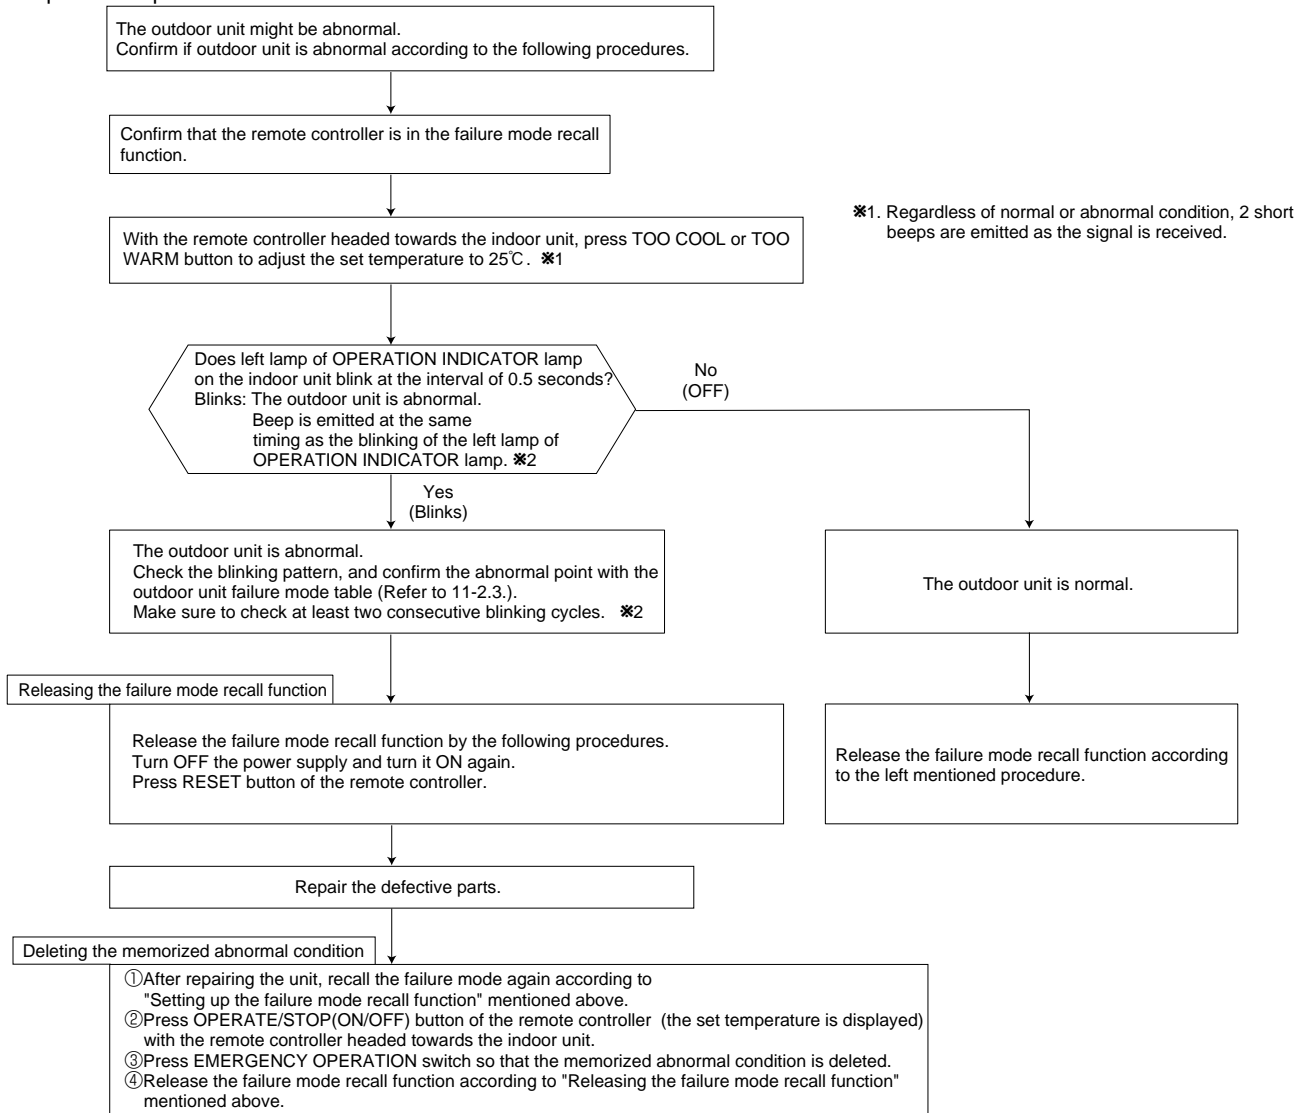 The outdoor unit might be abnormal.
Confirm if outdoor unit is abnormal according to the following procedures.
Confirm that the remote controller is in the failure mode recall
function.
With the remote controller headed towards the indoor unit, press TOO COOL or TOO
WARM button to adjust the set temperature to 25℃. ※1
※1. Regardless of normal or abnormal condition, 2 short
beeps are emitted as the signal is received.
Does left lamp of OPERATION INDICATOR lamp
on the indoor unit blink at the interval of 0.5 seconds?
Blinks: The outdoor unit is abnormal.
Beep is emitted at the same
timing as the blinking of the left lamp of
OPERATION INDICATOR lamp. ※2
No
(OFF)
Yes
(Blinks)
The outdoor unit is abnormal.
Check the blinking pattern, and confirm the abnormal point with the
outdoor unit failure mode table (Refer to 11-2.3.).
Make sure to check at least two consecutive blinking cycles. ※2
The outdoor unit is normal.
Releasing the failure mode recall function
Release the failure mode recall function by the following procedures.
Turn OFF the power supply and turn it ON again.
Press RESET button of the remote controller.
Release the failure mode recall function according
to the left mentioned procedure.
Repair the defective parts.
Deleting the memorized abnormal condition
①After repairing the unit, recall the failure mode again according to
"Setting up the failure mode recall function" mentioned above.
②Press OPERATE/STOP(ON/OFF) button of the remote controller (the set temperature is displayed)
with the remote controller headed towards the indoor unit.
③Press EMERGENCY OPERATION switch so that the memorized abnormal condition is deleted.
④Release the failure mode recall function according to "Releasing the failure mode recall function"
mentioned above.